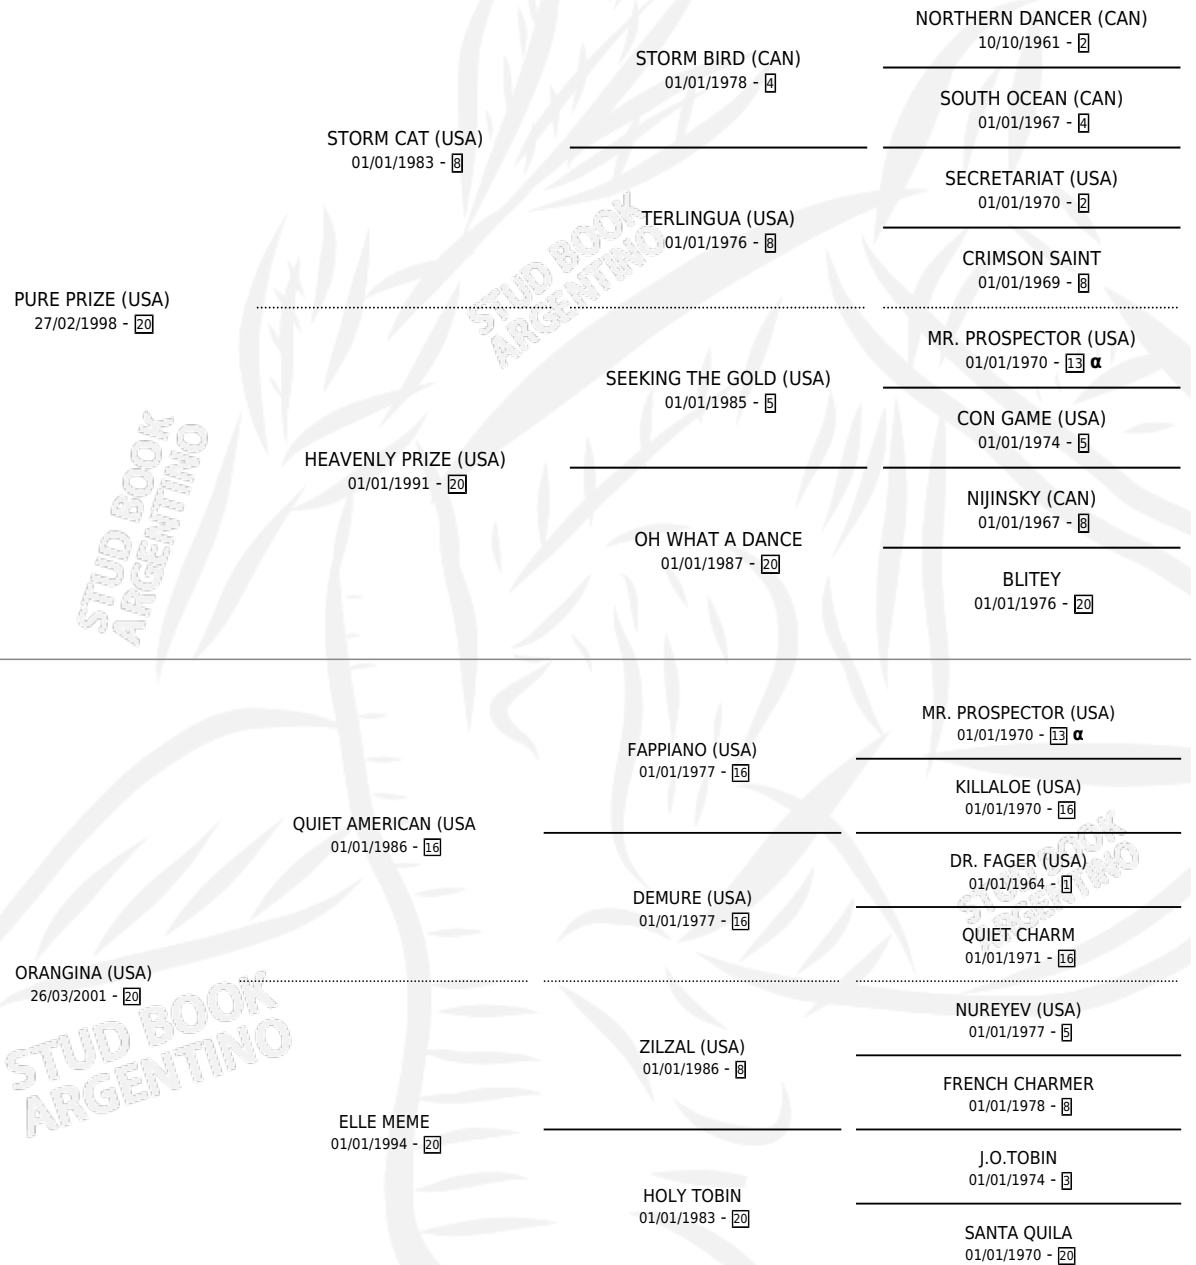 NORTHERN DANCER (CAN)
10/10/1961 - 2
STORM BIRD (CAN)
01/01/1978 - 4
SOUTH OCEAN (CAN)
01/01/1967 - 4
STORM CAT (USA)
01/01/1983 - 8
SECRETARIAT (USA)
01/01/1970 - 2
TERLINGUA (USA)
01/01/1976 - 8
CRIMSON SAINT
01/01/1969 - 8
PURE PRIZE (USA)
27/02/1998 - 20
STUD BOOK
ARGENTINO
MR. PROSPECTOR (USA)
01/01/1970 - 13 α
SEEKING THE GOLD (USA)
01/01/1985 - 5
CON GAME (USA)
01/01/1974 - 5
HEAVENLY PRIZE (USA)
01/01/1991 - 20
NIJINSKY (CAN)
01/01/1967 - 8
OH WHAT A DANCE
01/01/1987 - 20
BLITEY
01/01/1976 - 20
STUD BOOK
ARGENTINO
MR. PROSPECTOR (USA)
01/01/1970 - 13 α
FAPPIANO (USA)
01/01/1977 - 16
KILLALOE (USA)
01/01/1970 - 16
QUIET AMERICAN (USA
01/01/1986 - 16
DR. FAGER (USA)
01/01/1964 - 1
DEMURE (USA)
01/01/1977 - 16
QUIET CHARM
01/01/1971 - 16
STUD BOOK
ARGENTINO
ORANGINA (USA)
26/03/2001 - 20
NUREYEV (USA)
01/01/1977 - 5
ZILZAL (USA)
01/01/1986 - 8
FRENCH CHARMER
01/01/1978 - 8
STUD BOOK
ARGENTINO
ELLE MEME
01/01/1994 - 20
J.O.TOBIN
01/01/1974 - 3
HOLY TOBIN
01/01/1983 - 20
SANTA QUILA
01/01/1970 - 20